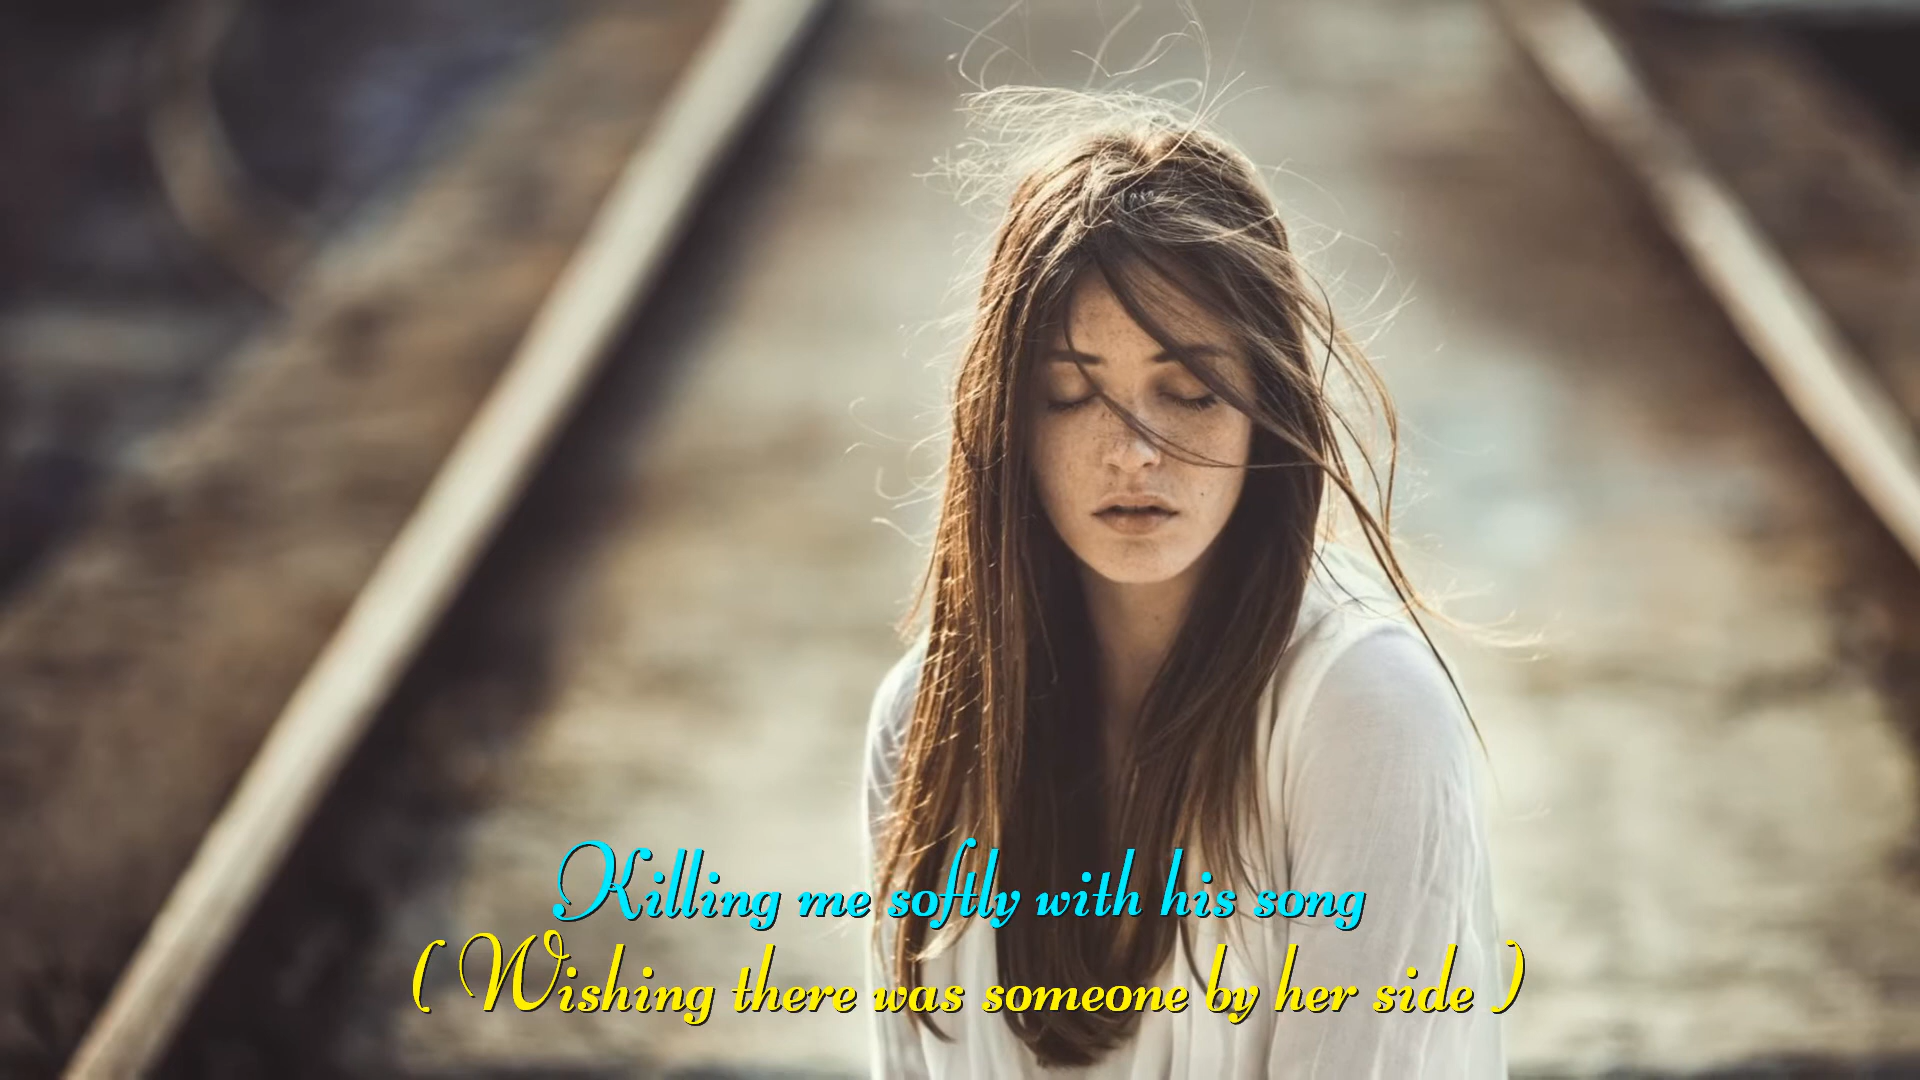 Killing me softly with his song
( Wishing there was someone by her side )